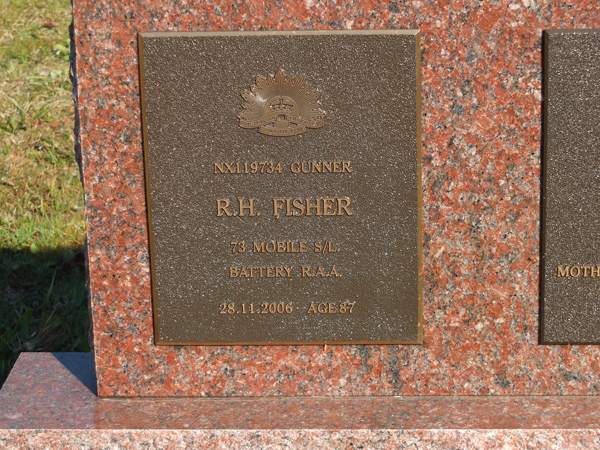 NX119734 GUNNER
R.H. FISHER
73 MOBILE S/L.
BATTERY R.A.A.
28.11.2006 AGE 87
MOTH